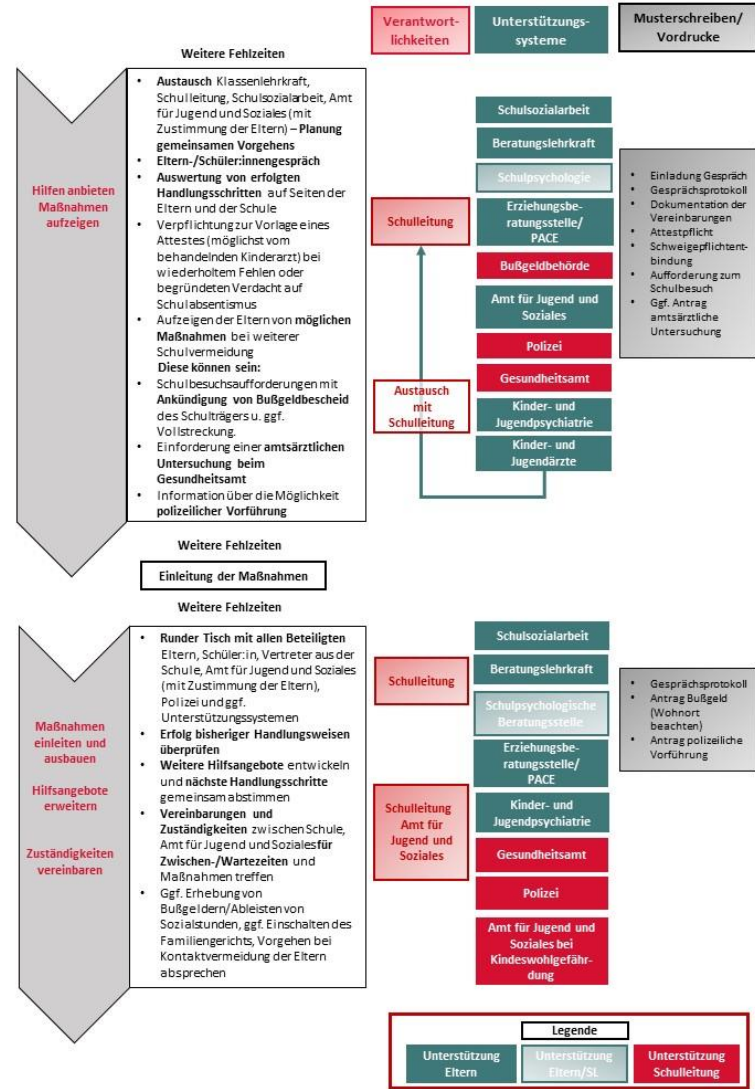 Verantwort-
lichkeiten
Unterstützungs-
systeme
Musterschreiben/
Vordrucke
Weitere Fehlzeiten
Hilfen anbieten
Maßnahmen
aufzeigen
• Austausch Klassenlehrkraft,
Schulleitung, Schulsozialarbeit, Amt
für Jugend und Soziales (mit
Zustimmung der Eltern) – Planung
gemeinsamen Vorgehens
• Eltern-/Schüler:innengespräch
• Auswertung von erfolgten
Handlungsschritten auf Seiten der
Eltern und der Schule
• Verpflichtung zur Vorlage eines
Attestes (möglichst vom
behandelnden Kinderarzt) bei
wiederholtem Fehlen oder
begründeten Verdacht auf
Schulabsentismus
• Aufzeigen der Eltern von möglichen
Maßnahmen bei weiterer
Schulvermeidung
Diese können sein:
• Schulbesuchsaufforderungen mit
Ankündigung von Bußgeldbescheid
des Schulträgers u. ggf.
Vollstreckung.
• Einforderung einer amtsärztlichen
Untersuchung beim
Gesundheitsamt
• Information über die Möglichkeit
polizeilicher Vorführung
Schulleitung
Austausch
mit
Schulleitung
Schulsozialarbeit
Beratungslehrkraft
Schulpsychologie
Erziehungsbe-
ratungsstelle/
PACE
Bußgeldbehörde
Amt für Jugend und
Soziales
Polizei
Gesundheitsamt
Kinder- und
Jugendpsychiatrie
Kinder- und
Jugendärzte
• Einladung Gespräch
• Gesprächsprotokoll
• Dokumentation der
Vereinbarungen
• Attestpflicht
• Schweigepflichtent-
bindung
• Aufforderung zum
Schulbesuch
• Ggf. Antrag
amtsärztliche
Untersuchung
Weitere Fehlzeiten
Einleitung der Maßnahmen
Weitere Fehlzeiten
Maßnahmen
einleiten und
ausbauen
Hilfsangebote
erweitern
Zuständigkeiten
vereinbaren
• Runder Tisch mit allen Beteiligten
Eltern, Schüler:in, Vertreter aus der
Schule, Amt für Jugend und Soziales
(mit Zustimmung der Eltern),
Polizei und ggf.
Unterstützungssystemen
• Erfolg bisheriger Handlungsweisen
überprüfen
• Weitere Hilfsangebote entwickeln
und nächste Handlungsschritte
gemeinsam abstimmen
• Vereinbarungen und
Zuständigkeiten zwischen Schule,
Amt für Jugend und Soziales für
Zwischen-/Wartezeiten und
Maßnahmen treffen
• Ggf. Erhebung von
Bußgeldern/Ableisten von
Sozialstunden, ggf. Einschalten des
Familiengerichts, Vorgehen bei
Kontaktvermeidung der Eltern
absprechen
Schulleitung
Schulleitung
Amt für
Jugend und
Soziales
Schulsozialarbeit
Beratungslehrkraft
Schulpsychologische
Beratungsstelle
Erziehungsbe-
ratungsstelle/
PACE
Kinder- und
Jugendpsychiatrie
Gesundheitsamt
Polizei
Amt für Jugend und
Soziales bei
Kindeswohlgefähr-
dung
• Gesprächsprotokoll
• Antrag Bußgeld
(Wohnort
beachten)
• Antrag polizeiliche
Vorführung
Legende
Unterstützung
Eltern
Unterstützung
Eltern/SL
Unterstützung
Schulleitung